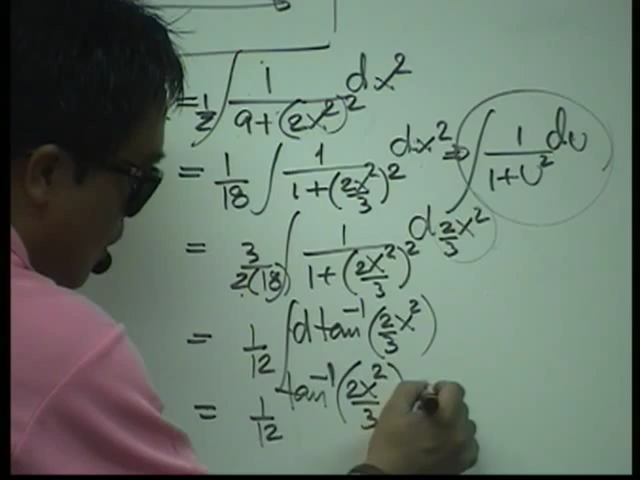 = 1/2 ∫ 1/(9+(2x²)²) dx²
= 1/18 ∫ 1/(1+(2x²/3)²) dx² ⇒ ∫ 1/(1+U²) dU
= 3/2(18) ∫ 1/(1+(2x²/3)²) d 2/3 x²
= 1/12 ∫ d tan⁻¹(2/3 x²)
= 1/12 tan⁻¹(2x²/3)